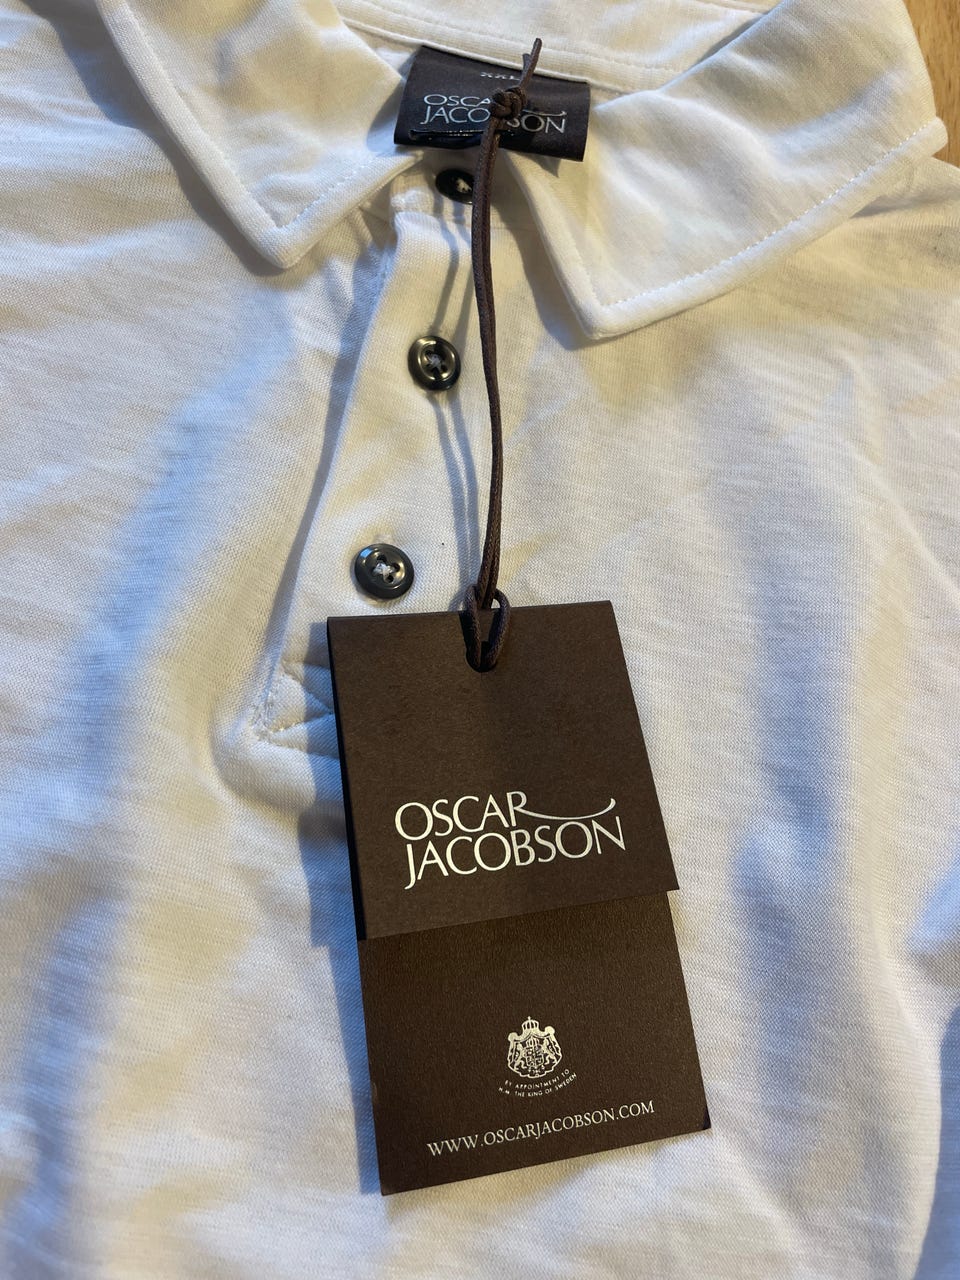 OSCAR
JACOBSON
OSCAR
JACOBSON
BY APPOINTMENT TO
H.M. THE KING OF SWEDEN
WWW.OSCARJACOBSON.COM